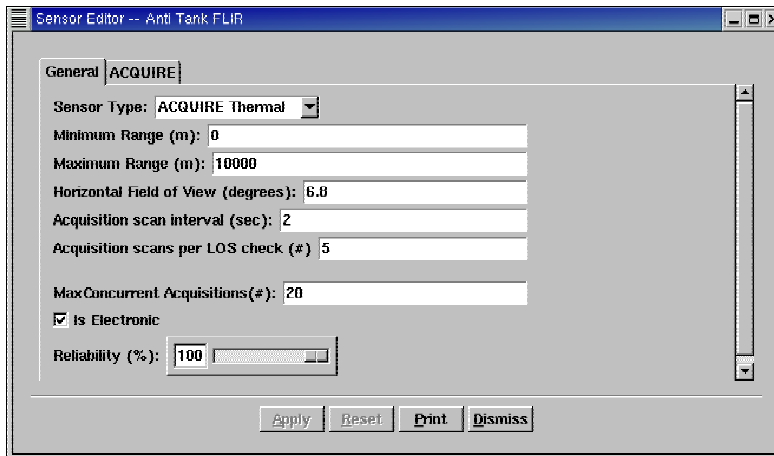 Sensor Editor -- Anti Tank FLIR
General ACQUIRE
Sensor Type: ACQUIRE Thermal
Minimum Range (m): 0
Maximum Range (m): 10000
Horizontal Field of View (degrees): 6.8
Acquisition scan interval (sec): 2
Acquisition scans per LOS check (#) 5
MaxConcurrent Acquisitions(#): 20
Is Electronic
Reliability (%): 100
Apply Reset Print Dismiss